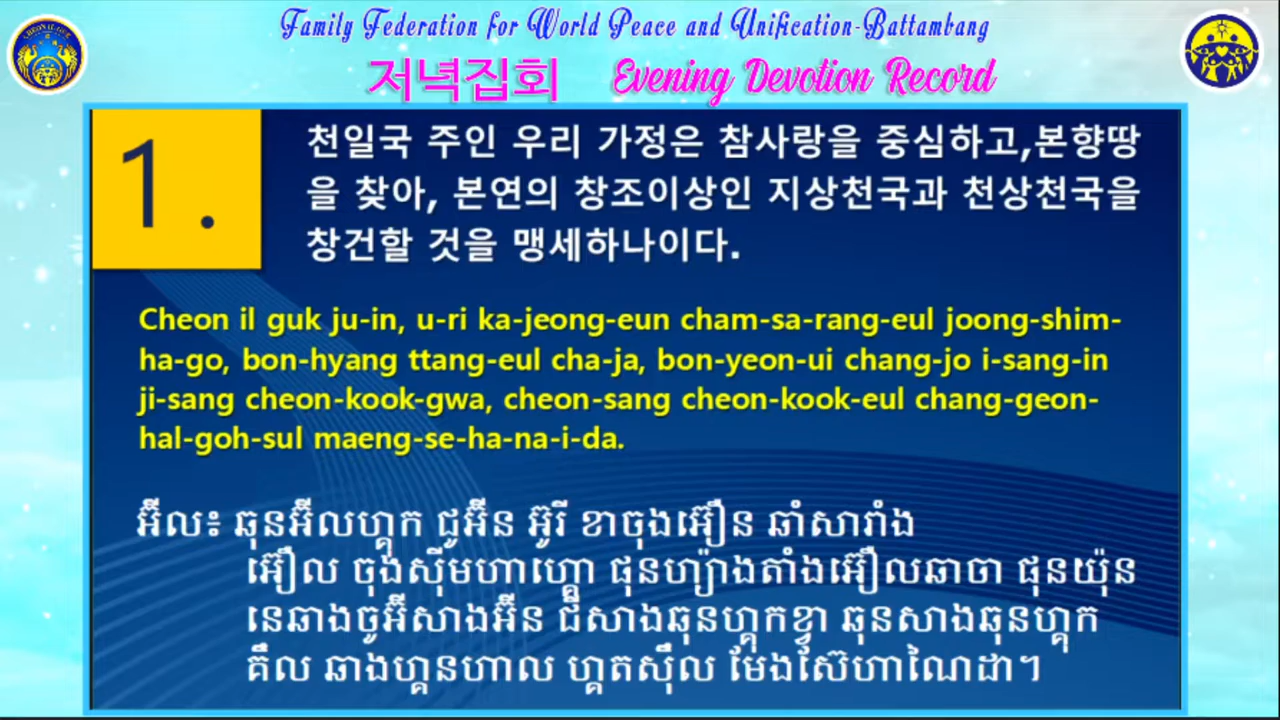 Family Federation for World Peace and Unification-Battambang
저녁집회 Evening Devotion Record
1.
천일국 주인 우리 가정은 참사랑을 중심하고,본향땅
을 찾아, 본연의 창조이상인 지상천국과 천상천국을
창건할 것을 맹세하나이다.
Cheon il guk ju-in, u-ri ka-jeong-eun cham-sa-rang-eul joong-shim-
ha-go, bon-hyang ttang-eul cha-ja, bon-yeon-ui chang-jo i-sang-in
ji-sang cheon-kook-gwa, cheon-sang cheon-kook-eul chang-geon-
hal-goh-sul maeng-se-ha-na-i-da.
អ៊ីល៖ ឆុនអ៊ីលហ្គុក ជូអ៊ីន អ៊ូរី ខាចុងអ៊ឿន ឆាំសារាំង
អ៊ឿល ចុងស៊ីមហាហ្គោ ផុនហ្យ៉ាងតាំងអ៊ឿលឆាចា ផុនយ៉ុន
នេឆាងចូអ៊ីសាងអ៊ីន ជីសាងឆុនហ្គុកខ្វា ឆុនសាងឆុនហ្គុក
គឹល ឆាងហ្គនហាល ហ្គតស៊ឹល ម៉ែងស៊ែហាណៃដា។